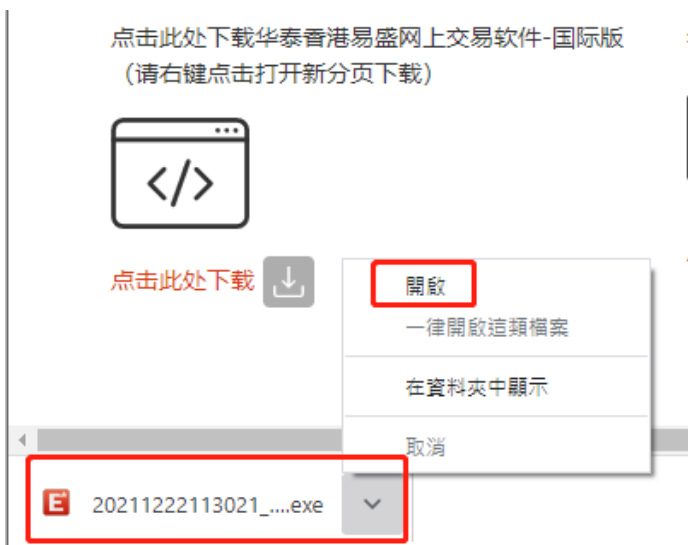 点击此处下载华泰香港易盛网上交易软件-国际版
（请右键点击打开新分页下载）
</>
点击此处下载
開啟
一律開啟這類檔案
在資料夾中顯示
取消
E
20211222113021_....exe